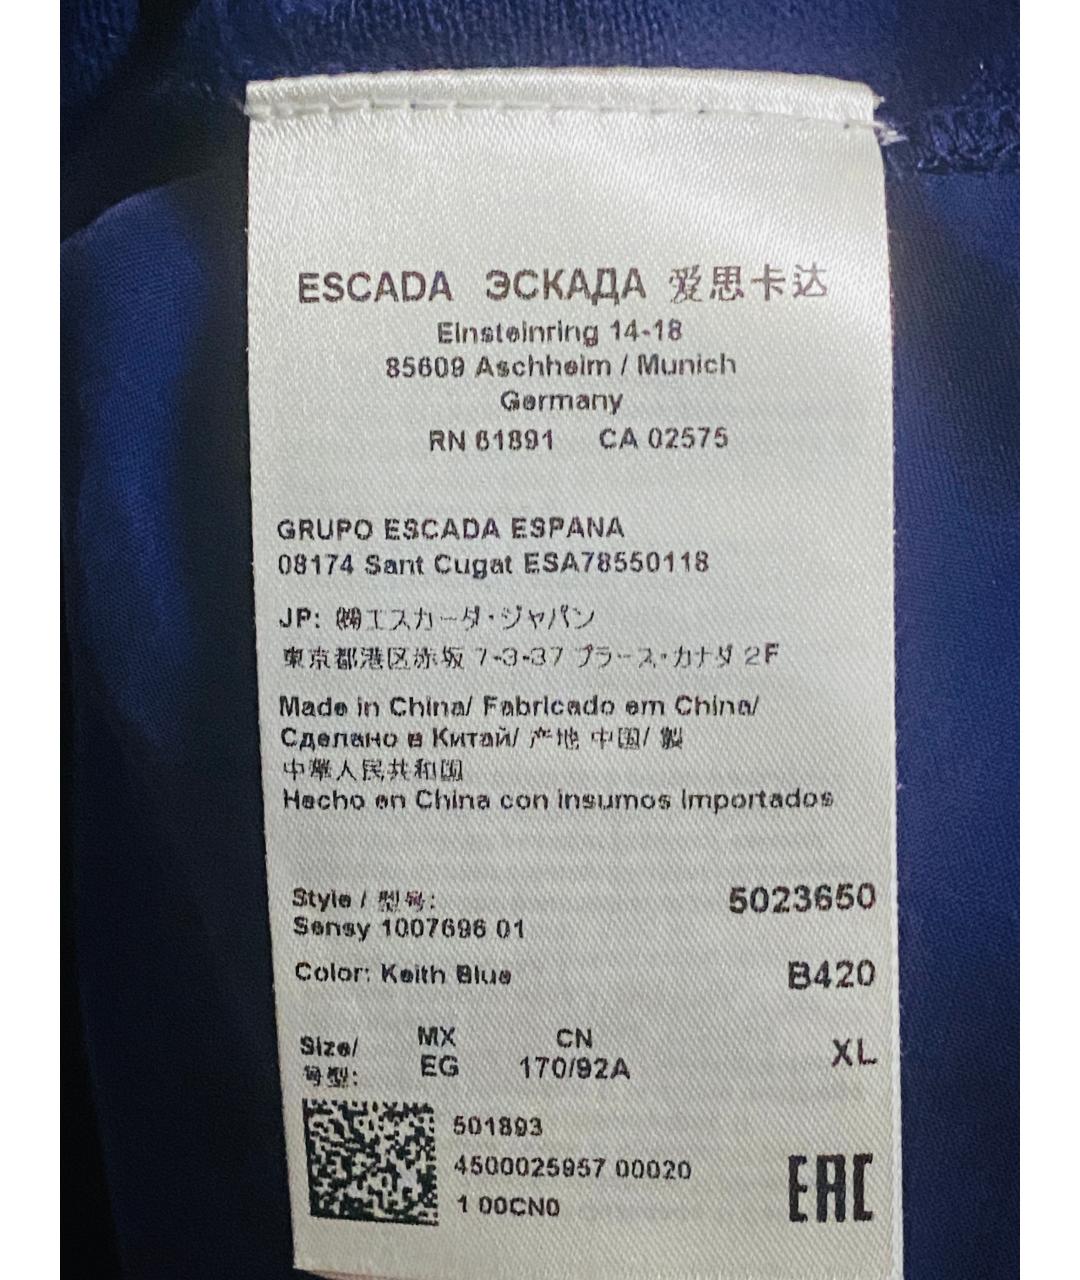 ESCADA ЭСКАДА 爱思卡达
Einsteinring 14-18
85609 Aschheim / Munich
Germany
RN 61891 CA 02575
GRUPO ESCADA ESPANA
08174 Sant Cugat ESA78550118
JP: ㈱エスカーダ・ジャパン
東京都港区赤坂 7-3-37 プラース・カナダ 2F
Made in China/ Fabricado em China/
Сделано в Китай/ 产地 中国/ 製
中華人民共和国
Hecho en China con insumos importados
Style / 型号: 5023650
Sensy 1007696 01
Color: Keith Blue B420
Size/ MX CN XL
号型: EG 170/92A
501893
4500025957 00020
1 00CN0
EAC